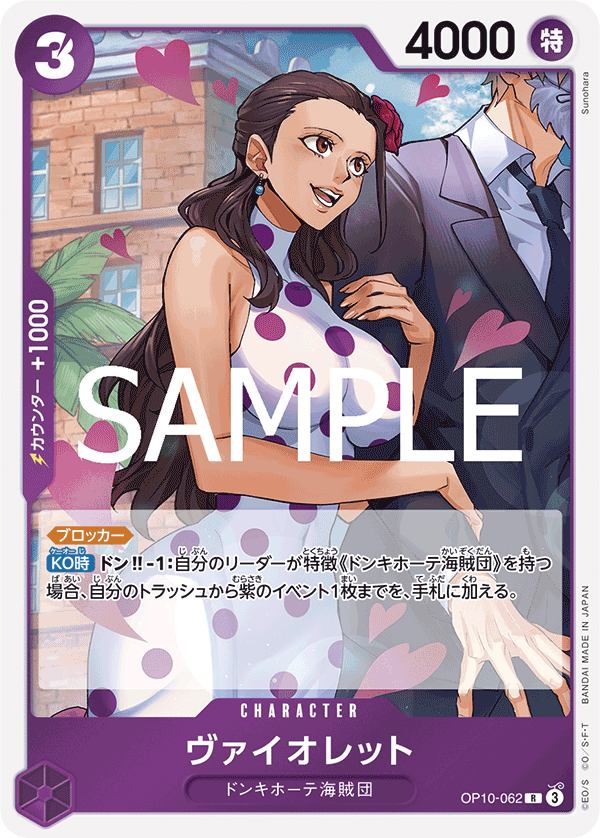 3
4000 特
Sunohara
カウンター +1000
SAMPLE
ブロッカー
KO時 ドン!!-1:自分のリーダーが特徴《ドンキホーテ海賊団》を持つ
場合、自分のトラッシュから紫のイベント1枚までを、手札に加える。
CHARACTER
ヴァイオレット
ドンキホーテ海賊団
OP10-062 R 3
©E/S ©O/S・F・T BANDAI MADE IN JAPAN